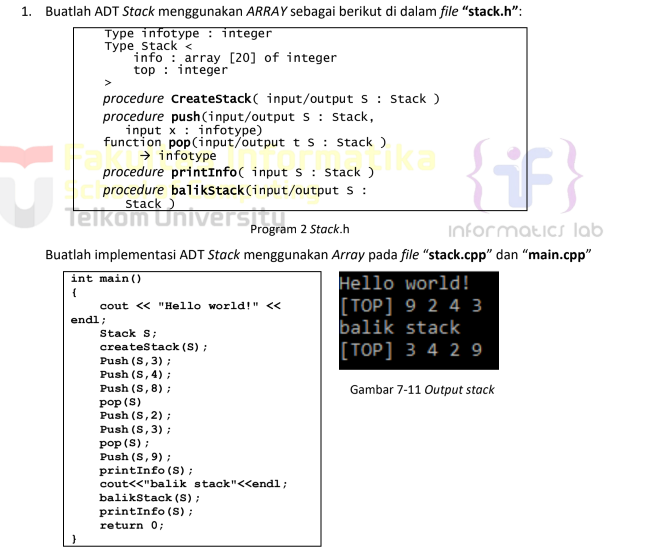 1. Buatlah ADT Stack menggunakan ARRAY sebagai berikut di dalam file "stack.h":
Type infotype : integer
Type Stack <
info : array [20] of integer
top : integer
>
procedure CreateStack( input/output S : Stack )
procedure push(input/output S : Stack,
input x : infotype)
function pop(input/output t S : Stack )
→ infotype
procedure printInfo( input S : Stack )
procedure balikStack(input/output S :
Stack )
Telkom University
informatics lab
Program 2 Stack.h
Buatlah implementasi ADT Stack menggunakan Array pada file "stack.cpp" dan "main.cpp"
int main()
{
cout << "Hello world!" <<
endl;
Stack S;
createStack(S);
Push(S,3);
Push(S,4);
Push(S,8);
pop(S)
Push(S,2);
Push(S,3);
pop(S);
Push(S,9);
printInfo(S);
cout<<"balik stack"<<endl;
balikStack(S);
printInfo(S);
return 0;
}
Hello world!
[TOP] 9 2 4 3
balik stack
[TOP] 3 4 2 9
Gambar 7-11 Output stack